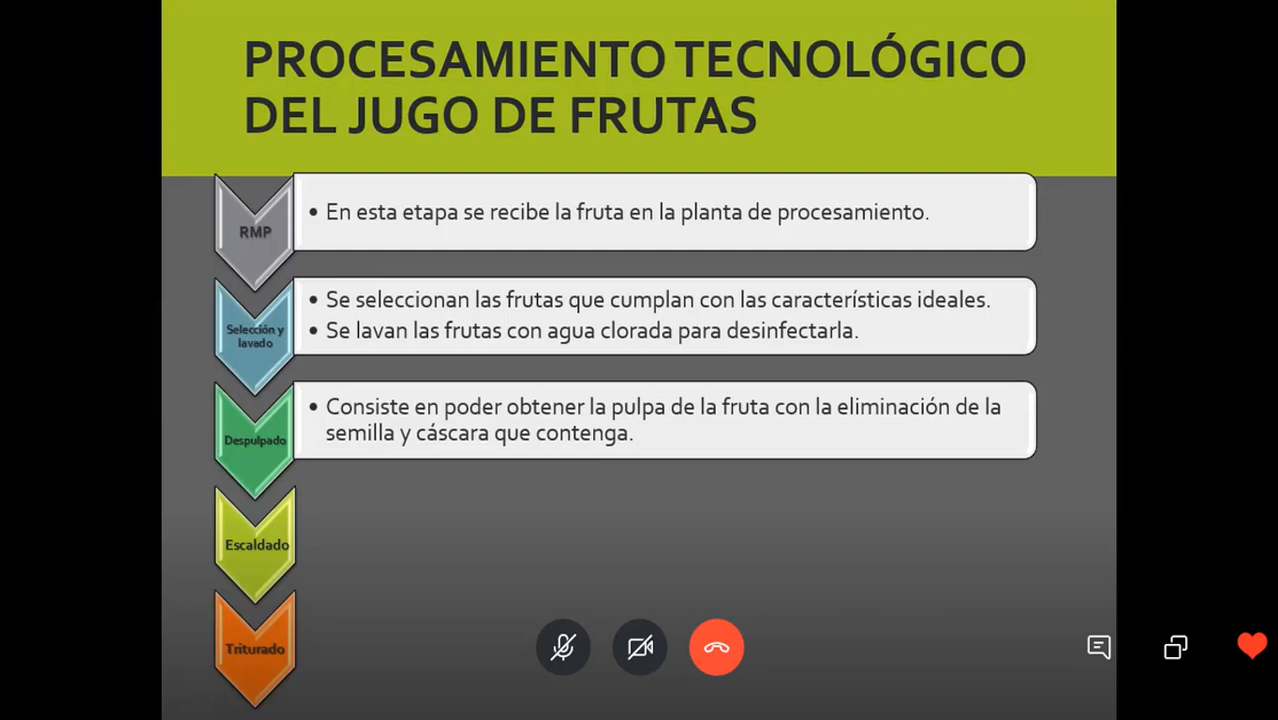 PROCESAMIENTO TECNOLÓGICO
DEL JUGO DE FRUTAS
RMP
• En esta etapa se recibe la fruta en la planta de procesamiento.
Selección y
lavado
• Se seleccionan las frutas que cumplan con las características ideales.
• Se lavan las frutas con agua clorada para desinfectarla.
Despulpado
• Consiste en poder obtener la pulpa de la fruta con la eliminación de la
semilla y cáscara que contenga.
Escaldado
Triturado